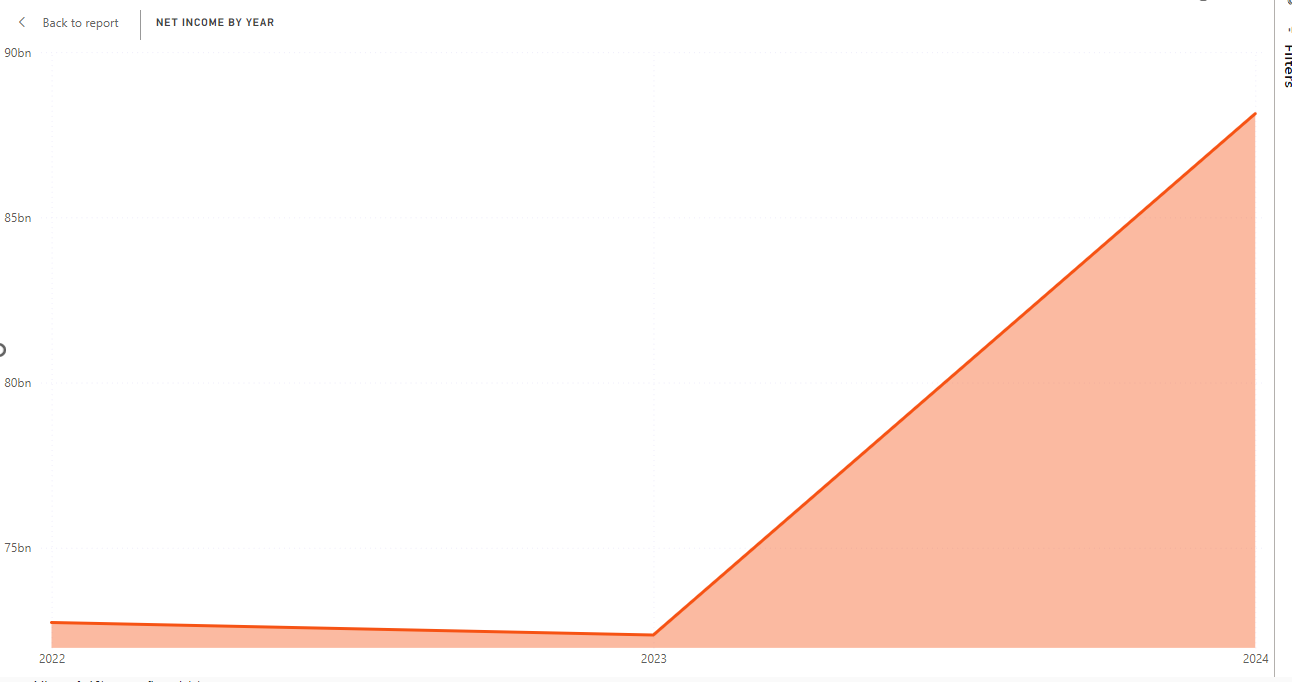 Back to report
NET INCOME BY YEAR
Filters
90bn
85bn
80bn
75bn
2022
2023
2024